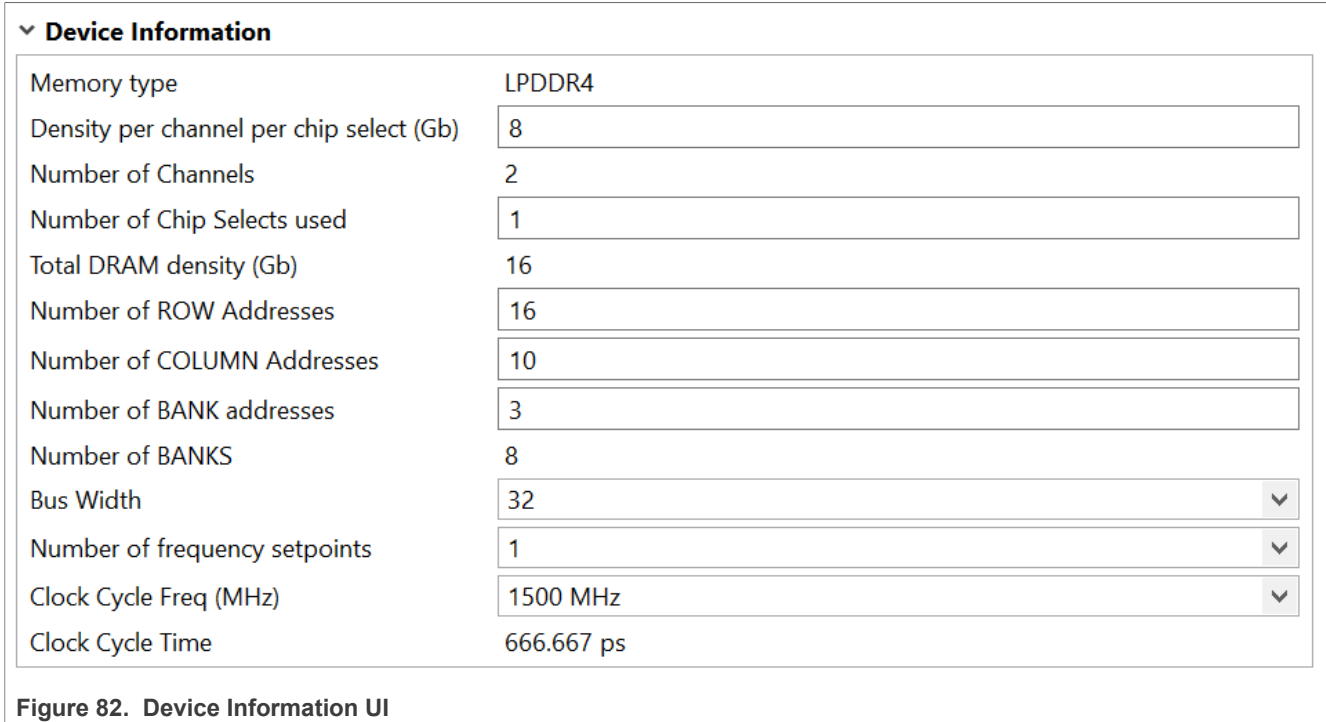 Device Information
Memory type LPDDR4
Density per channel per chip select (Gb) 8
Number of Channels 2
Number of Chip Selects used 1
Total DRAM density (Gb) 16
Number of ROW Addresses 16
Number of COLUMN Addresses 10
Number of BANK addresses 3
Number of BANKS 8
Bus Width 32
Number of frequency setpoints 1
Clock Cycle Freq (MHz) 1500 MHz
Clock Cycle Time 666.667 ps
Figure 82. Device Information UI